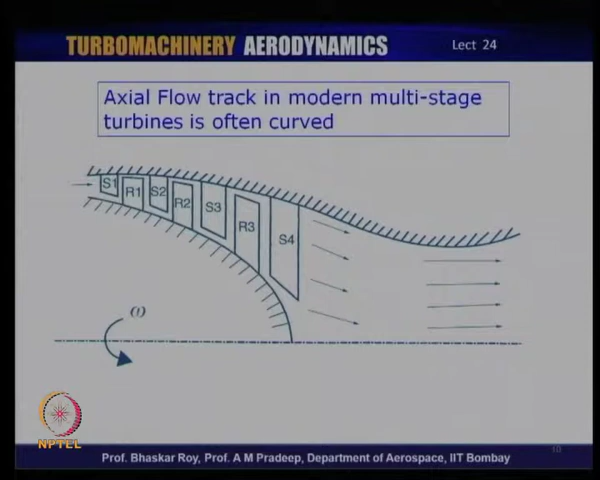 TURBOMACHINERY AERODYNAMICS
Lect 24
Axial Flow track in modern multi-stage
turbines is often curved
S1 R1 S2 R2 S3 R3 S4
ω
NPTEL
10
Prof. Bhaskar Roy, Prof. A M Pradeep, Department of Aerospace, IIT Bombay